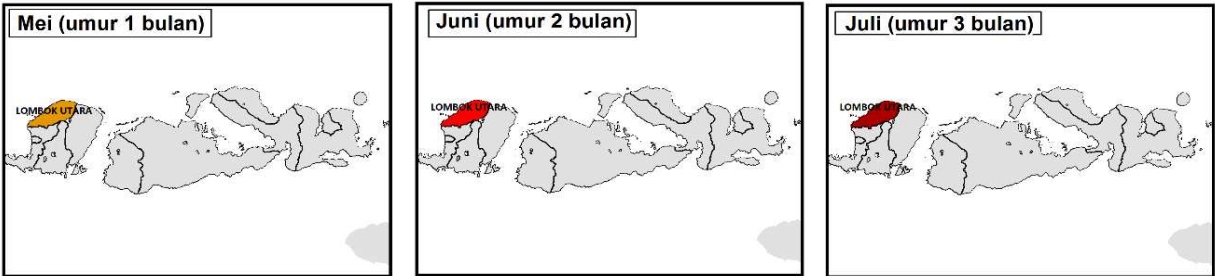 Mei (umur 1 bulan)
LOMBOK UTARA
Juni (umur 2 bulan)
LOMBOK UTARA
Juli (umur 3 bulan)
LOMBOK UTARA